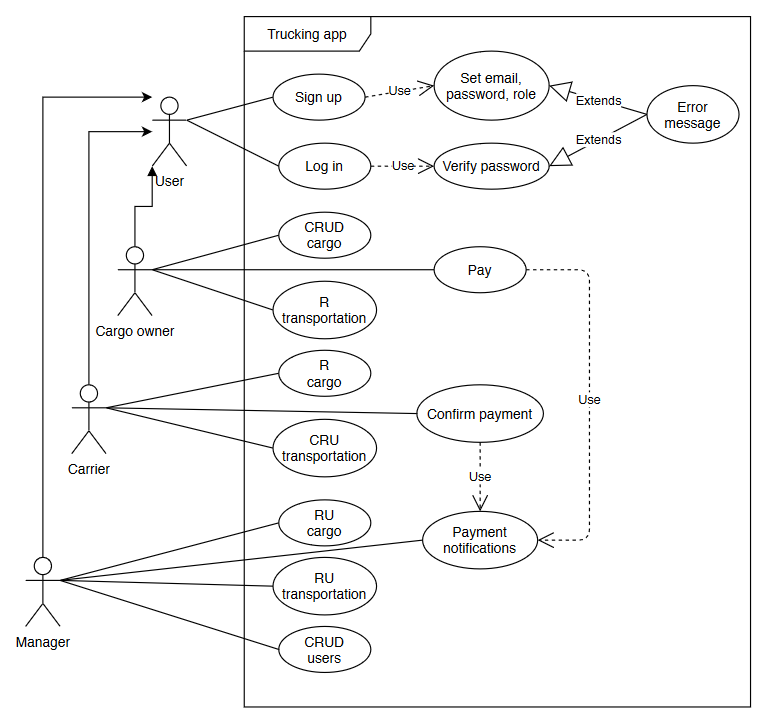 Trucking app
Sign up
Use
Set email,
password, role
Extends
Error
message
Extends
Log in
Use
Verify password
User
CRUD
cargo
Pay
R
transportation
Cargo owner
R
cargo
Use
Confirm payment
CRU
transportation
Carrier
Use
RU
cargo
Payment
notifications
RU
transportation
Manager
CRUD
users